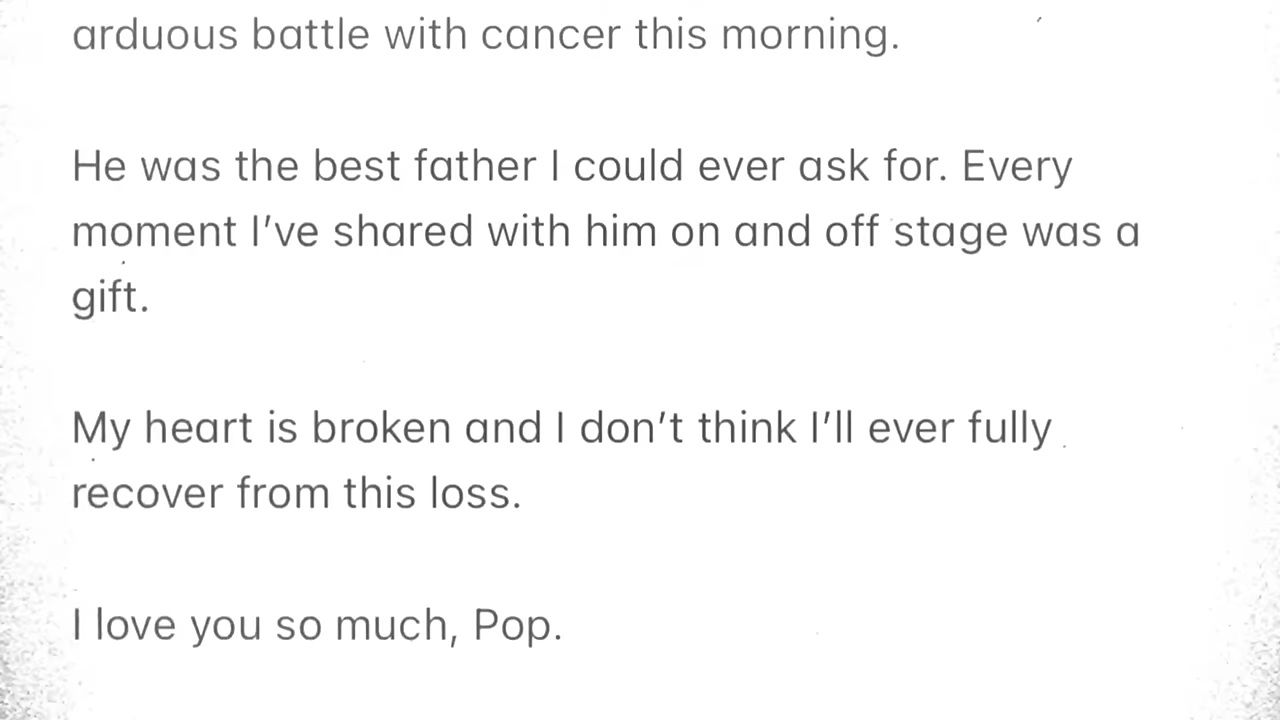 arduous battle with cancer this morning.
He was the best father I could ever ask for. Every
moment I’ve shared with him on and off stage was a
gift.
My heart is broken and I don’t think I’ll ever fully
recover from this loss.
I love you so much, Pop.